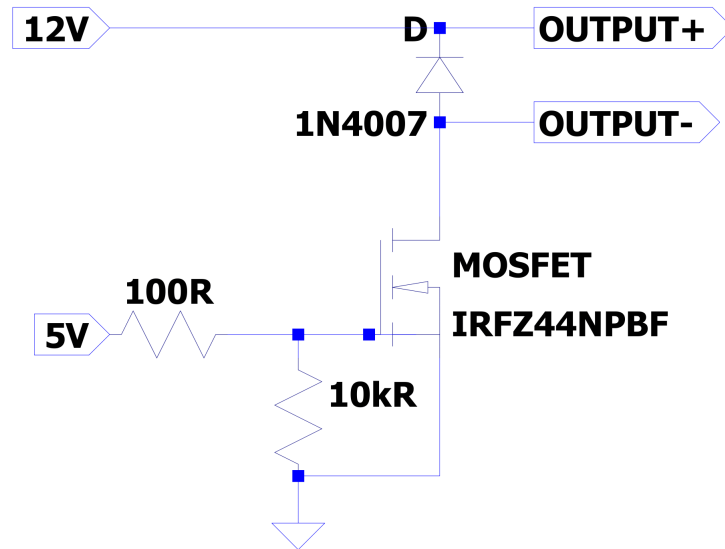 12V
D
OUTPUT+
1N4007
OUTPUT-
MOSFET
100R
5V
IRFZ44NPBF
10kR